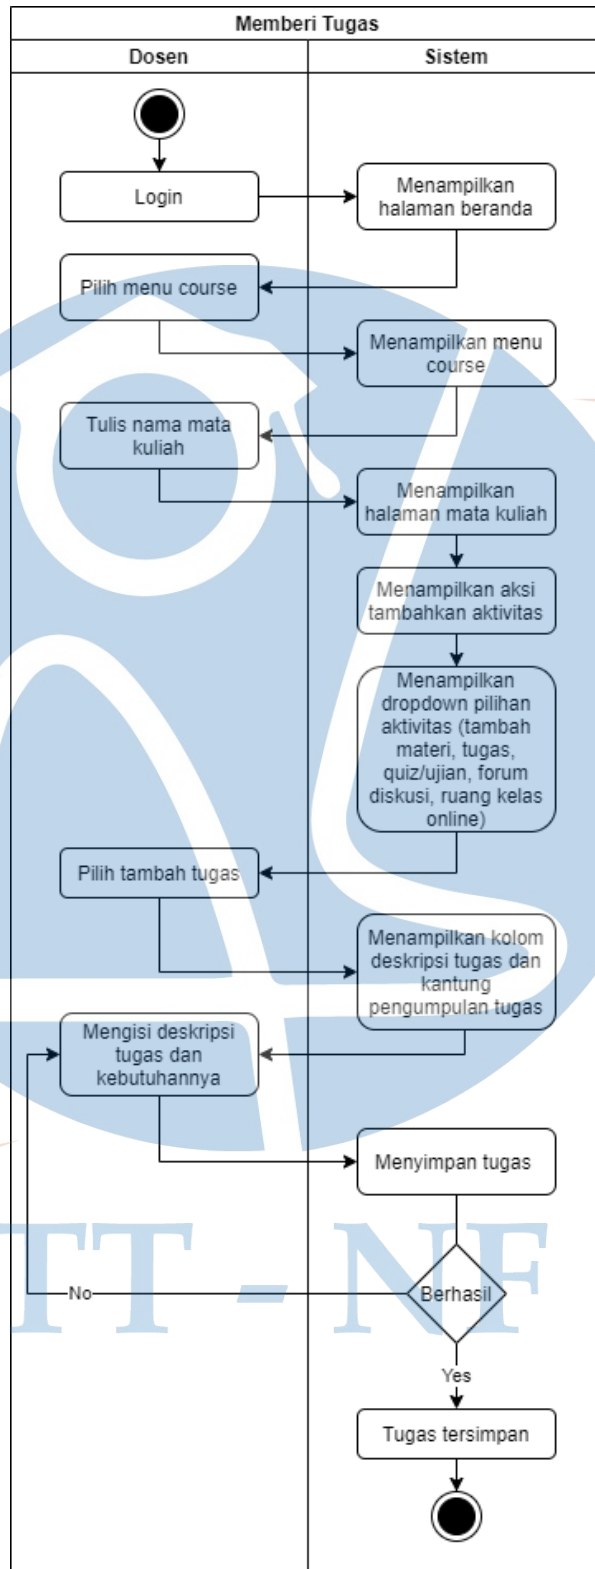 Memberi Tugas
Dosen
Sistem
Login
Menampilkan
halaman beranda
Pilih menu course
Menampilkan menu
course
Tulis nama mata
kuliah
Menampilkan
halaman mata kuliah
Menampilkan aksi
tambahkan aktivitas
Menampilkan
dropdown pilihan
aktivitas (tambah
materi, tugas,
quiz/ujian, forum
diskusi, ruang kelas
online)
Pilih tambah tugas
Menampilkan kolom
deskripsi tugas dan
kantung
pengumpulan tugas
Mengisi deskripsi
tugas dan
kebutuhannya
Menyimpan tugas
TT - NF
Berhasil
No
Yes
Tugas tersimpan